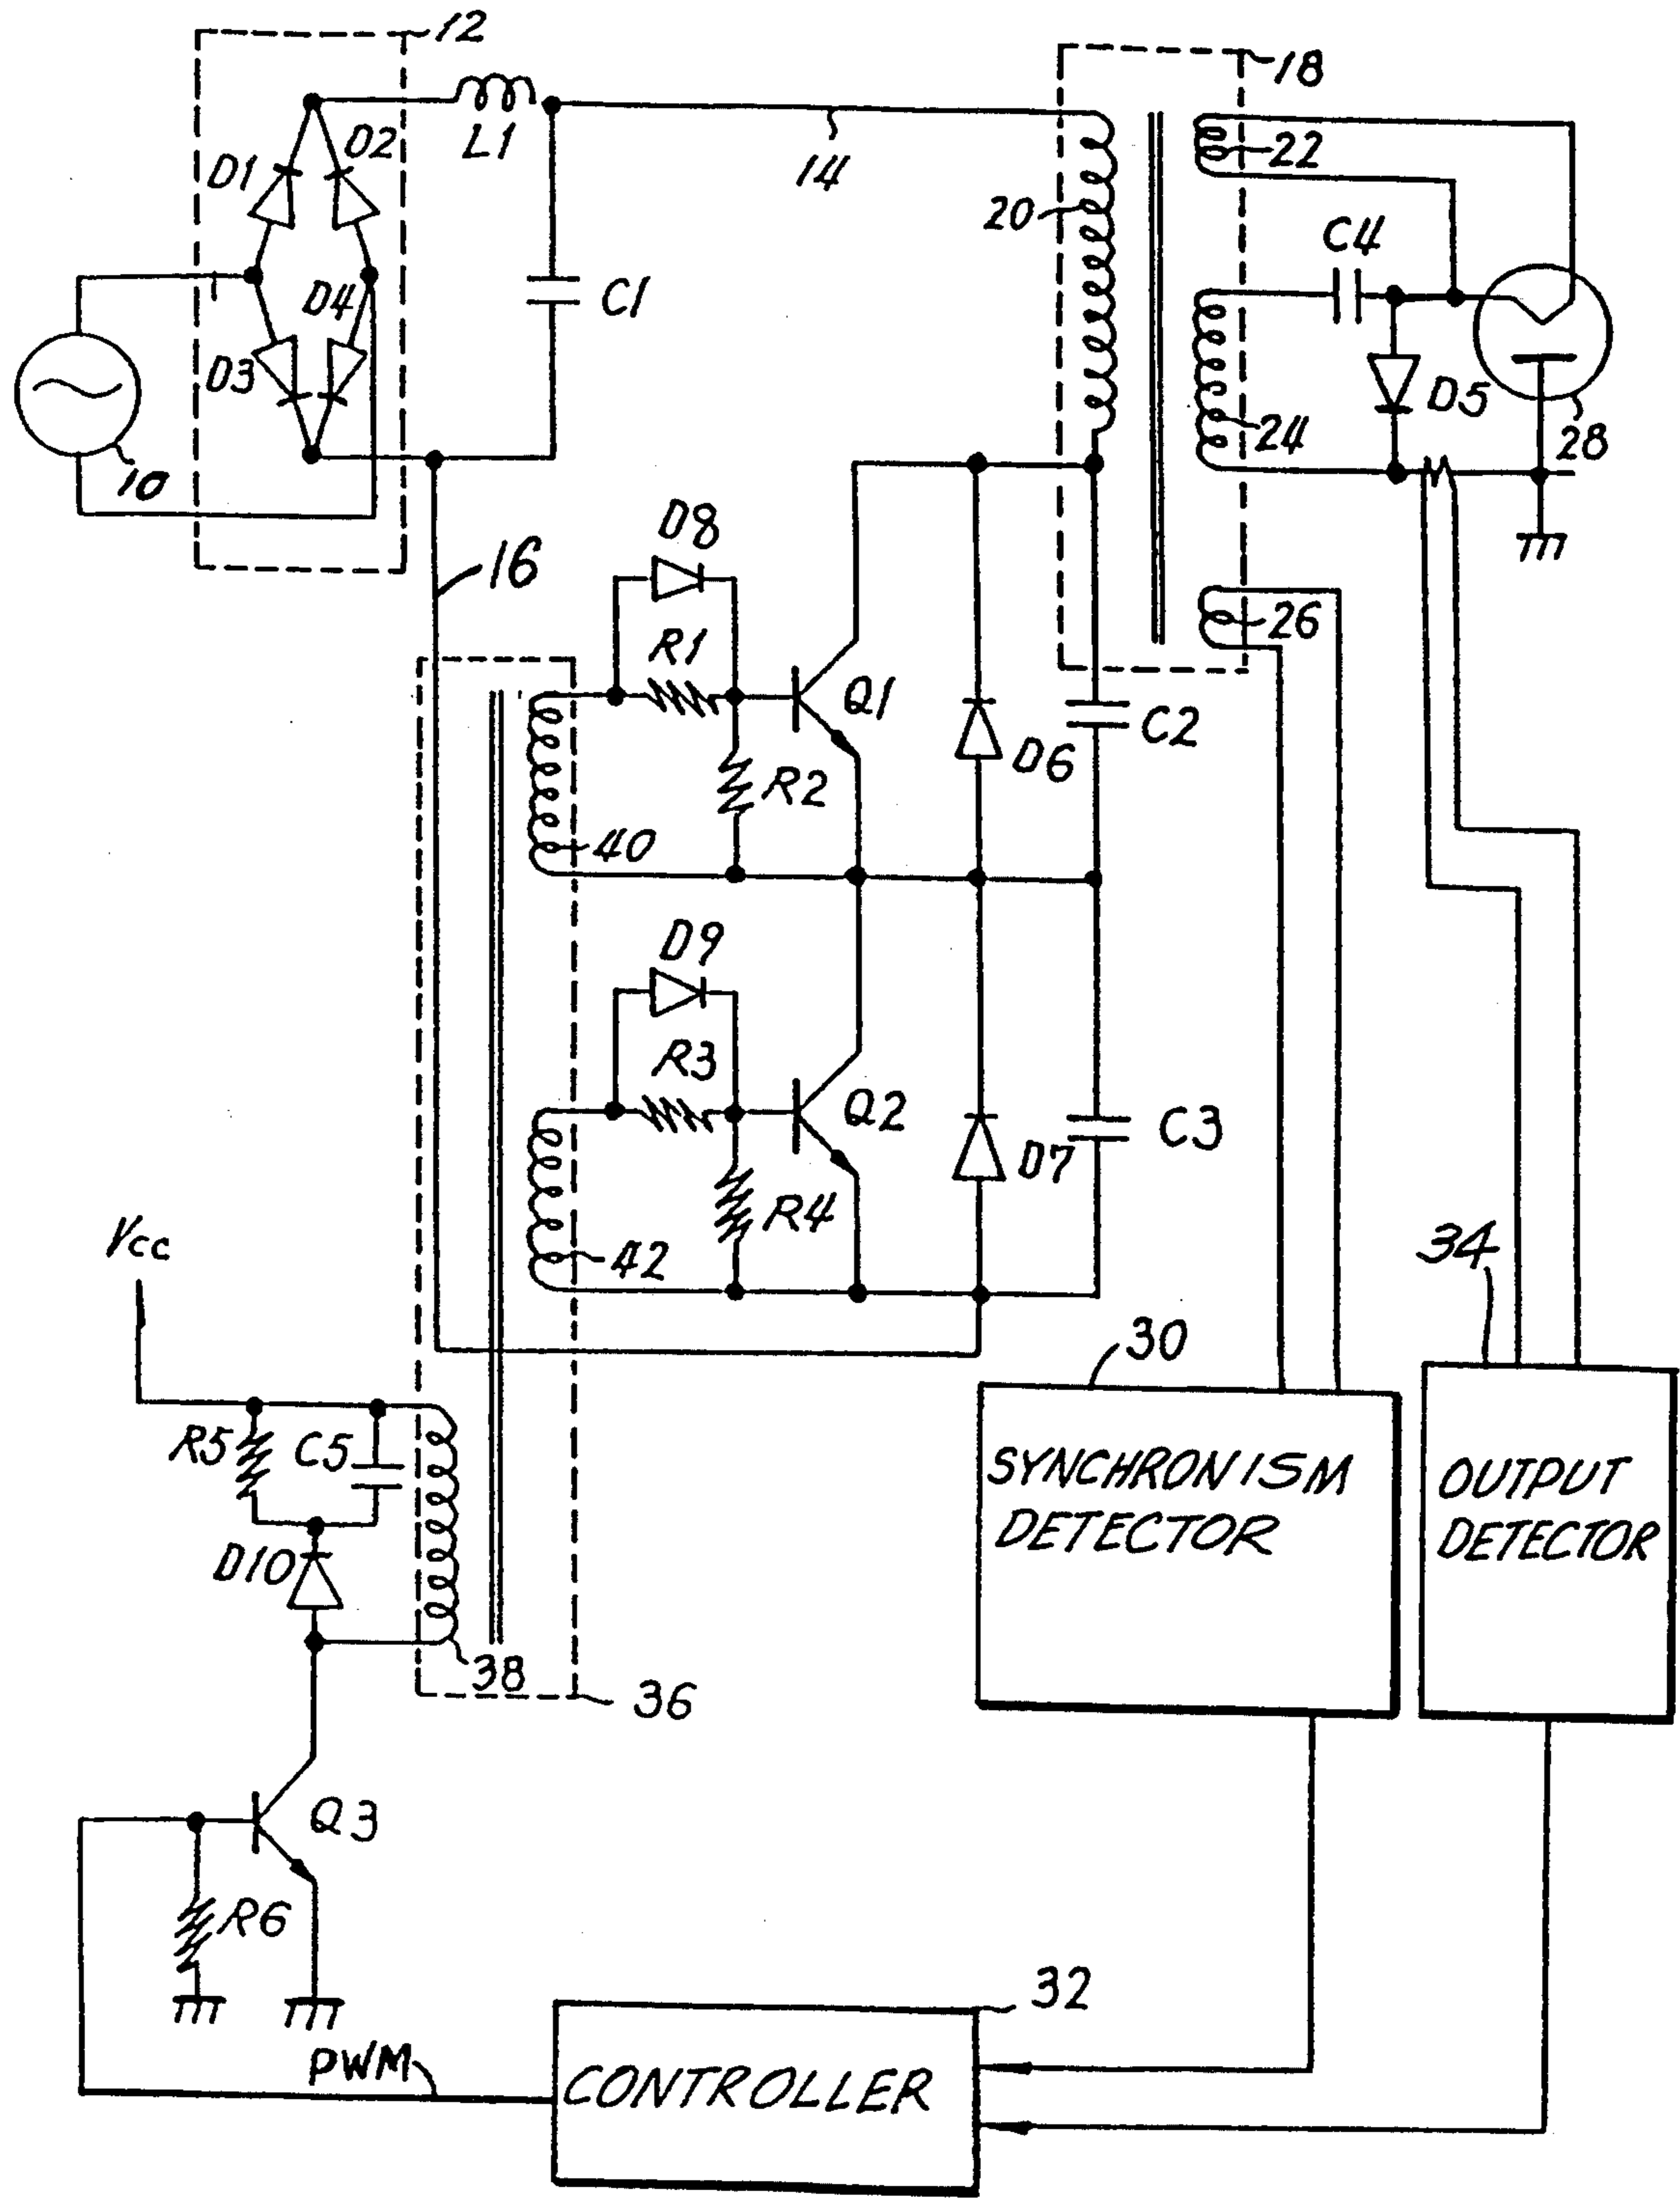 12
18
D1
D2
L1
14
20
22
C4
D4
D3
C1
10
D5
24
28
16
D8
26
R1
Q1
C2
D6
R2
40
D9
R3
Q2
C3
D7
R4
42
Vcc
34
30
R5
C5
SYNCHRONISM
DETECTOR
OUTPUT
DETECTOR
D10
38
36
Q3
R6
32
PWM
CONTROLLER